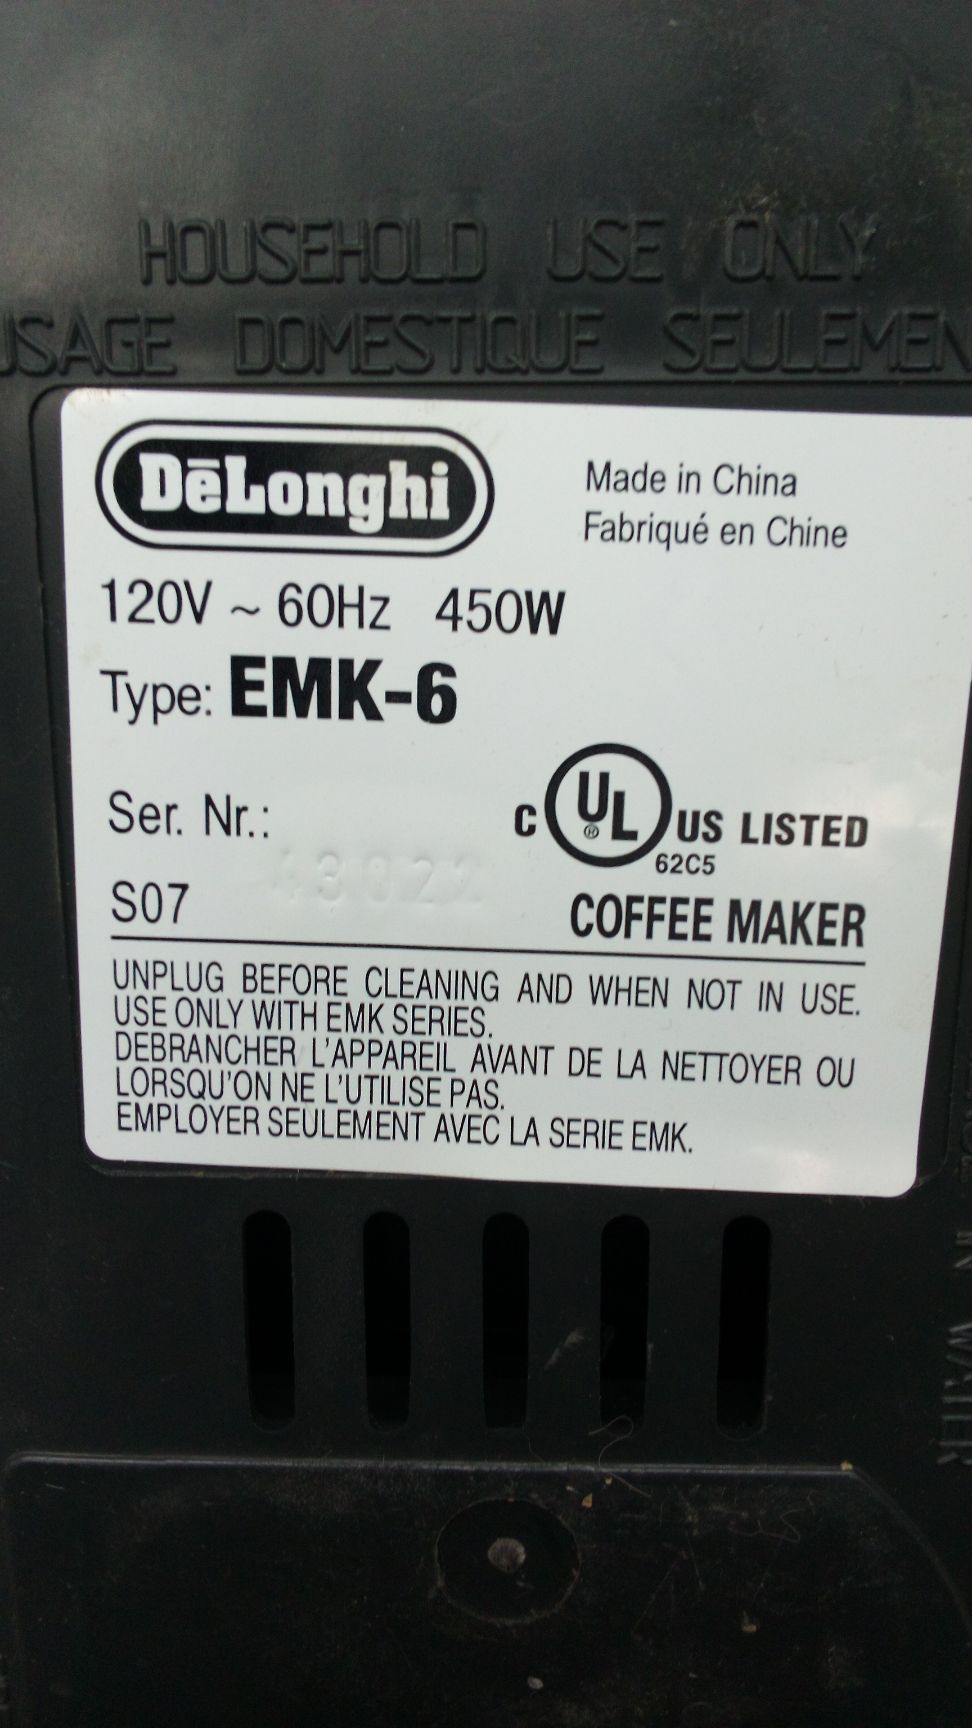 HOUSEHOLD USE ONLY
USAGE DOMESTIQUE SEULEMEN
DēLonghi
Made in China
Fabriqué en Chine
120V ~ 60Hz 450W
Type: EMK-6
Ser. Nr.:
C UL® US LISTED
62C5
S07
COFFEE MAKER
UNPLUG BEFORE CLEANING AND WHEN NOT IN USE.
USE ONLY WITH EMK SERIES.
DEBRANCHER L'APPAREIL AVANT DE LA NETTOYER OU
LORSQU'ON NE L'UTILISE PAS.
EMPLOYER SEULEMENT AVEC LA SERIE EMK.
IN WATER